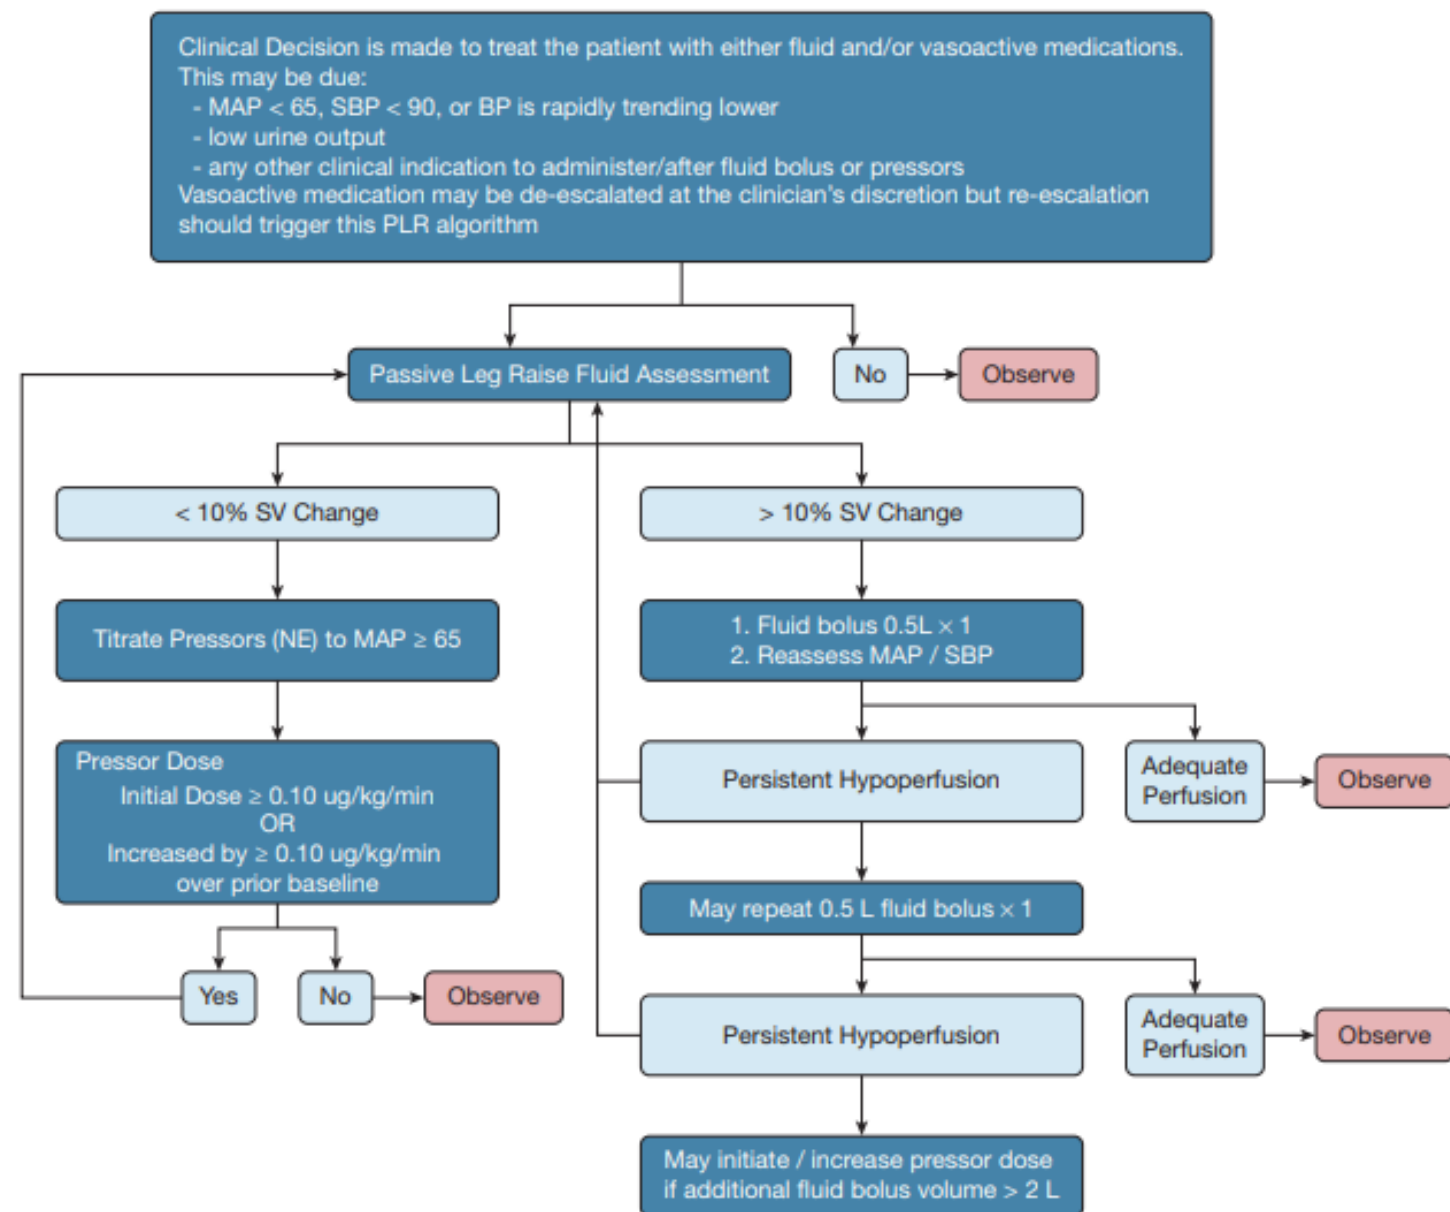 Clinical Decision is made to treat the patient with either fluid and/or vasoactive medications.
This may be due:
- MAP < 65, SBP < 90, or BP is rapidly trending lower
- low urine output
- any other clinical indication to administer/after fluid bolus or pressors
Vasoactive medication may be de-escalated at the clinician's discretion but re-escalation
should trigger this PLR algorithm
Passive Leg Raise Fluid Assessment
No
Observe
< 10% SV Change
> 10% SV Change
Titrate Pressors (NE) to MAP ≥ 65
1. Fluid bolus 0.5L × 1
2. Reassess MAP / SBP
Pressor Dose
Initial Dose ≥ 0.10 ug/kg/min
OR
Increased by ≥ 0.10 ug/kg/min
over prior baseline
Persistent Hypoperfusion
Adequate
Perfusion
Observe
May repeat 0.5 L fluid bolus × 1
Yes
No
Observe
Persistent Hypoperfusion
Adequate
Perfusion
Observe
May initiate / increase pressor dose
if additional fluid bolus volume > 2 L